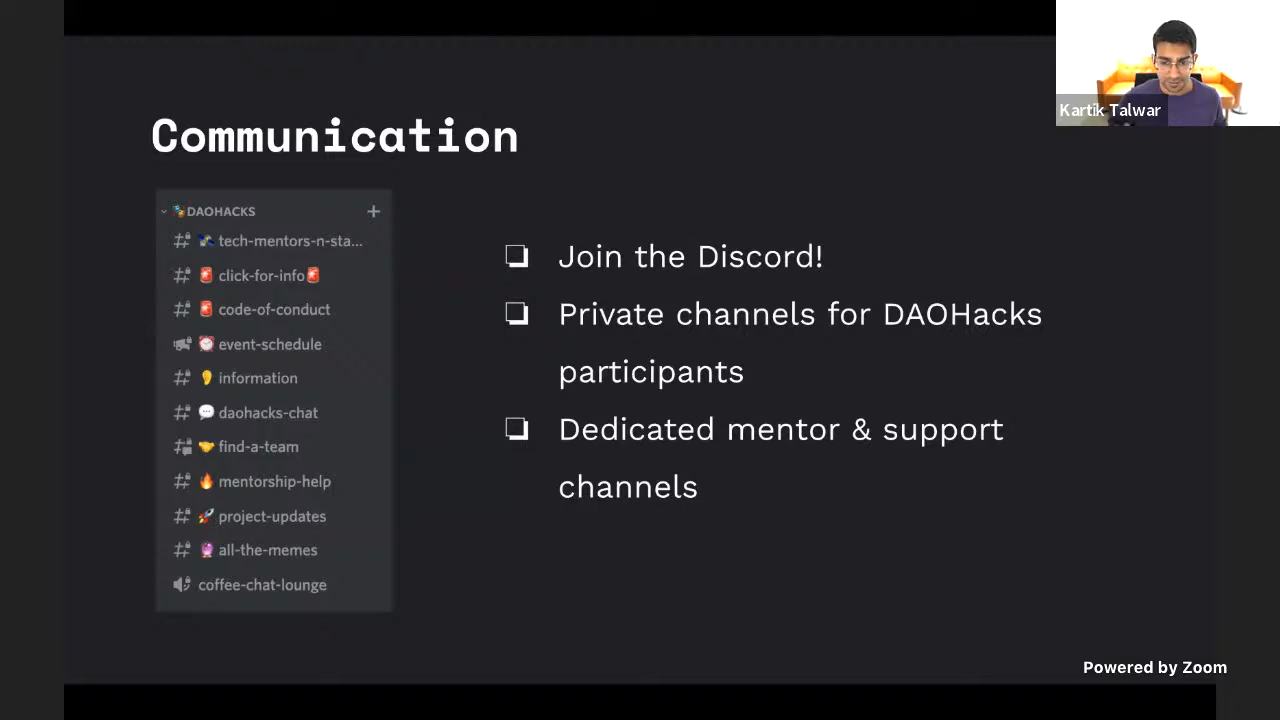 Kartik Talwar
Communication
DAOHACKS
tech-mentors-n-sta...
click-for-info
code-of-conduct
event-schedule
information
daohacks-chat
find-a-team
mentorship-help
project-updates
all-the-memes
coffee-chat-lounge
Join the Discord!
Private channels for DAOHacks
participants
Dedicated mentor & support
channels
Powered by Zoom